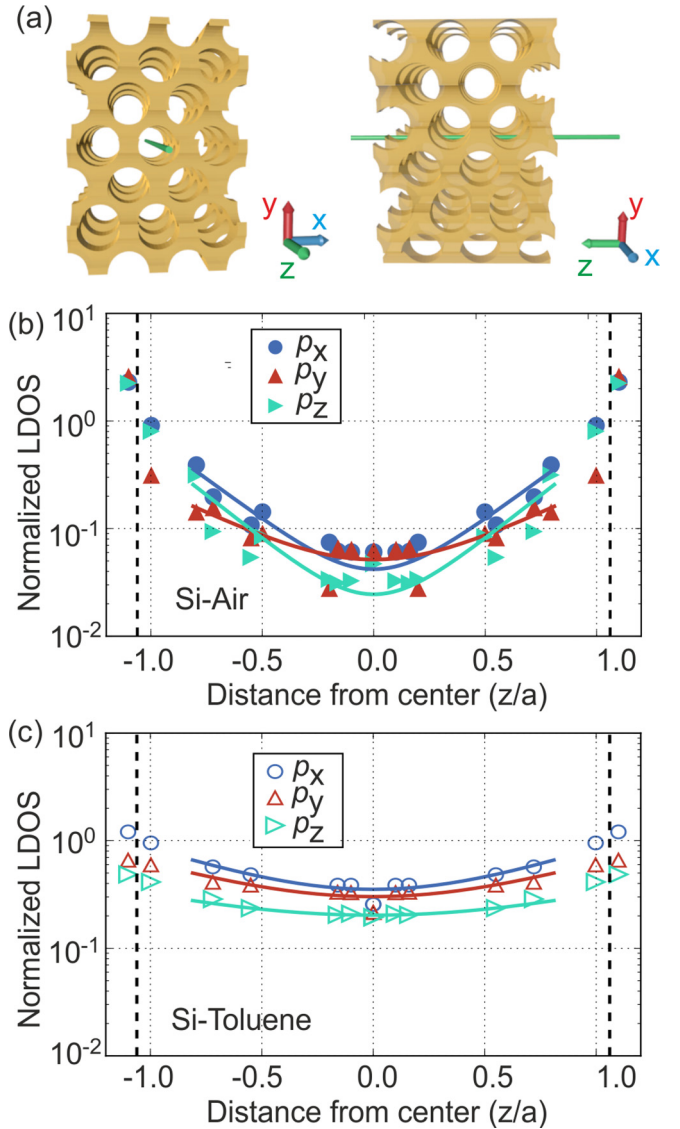 (a)
y
x
z
y
z
x
(b)
10^1
p_x
p_y
p_z
10^0
10^-1
10^-2
Normalized LDOS
Si-Air
-1.0 -0.5 0.0 0.5 1.0
Distance from center (z/a)
(c)
10^1
p_x
p_y
p_z
10^0
10^-1
10^-2
Normalized LDOS
Si-Toluene
-1.0 -0.5 0.0 0.5 1.0
Distance from center (z/a)